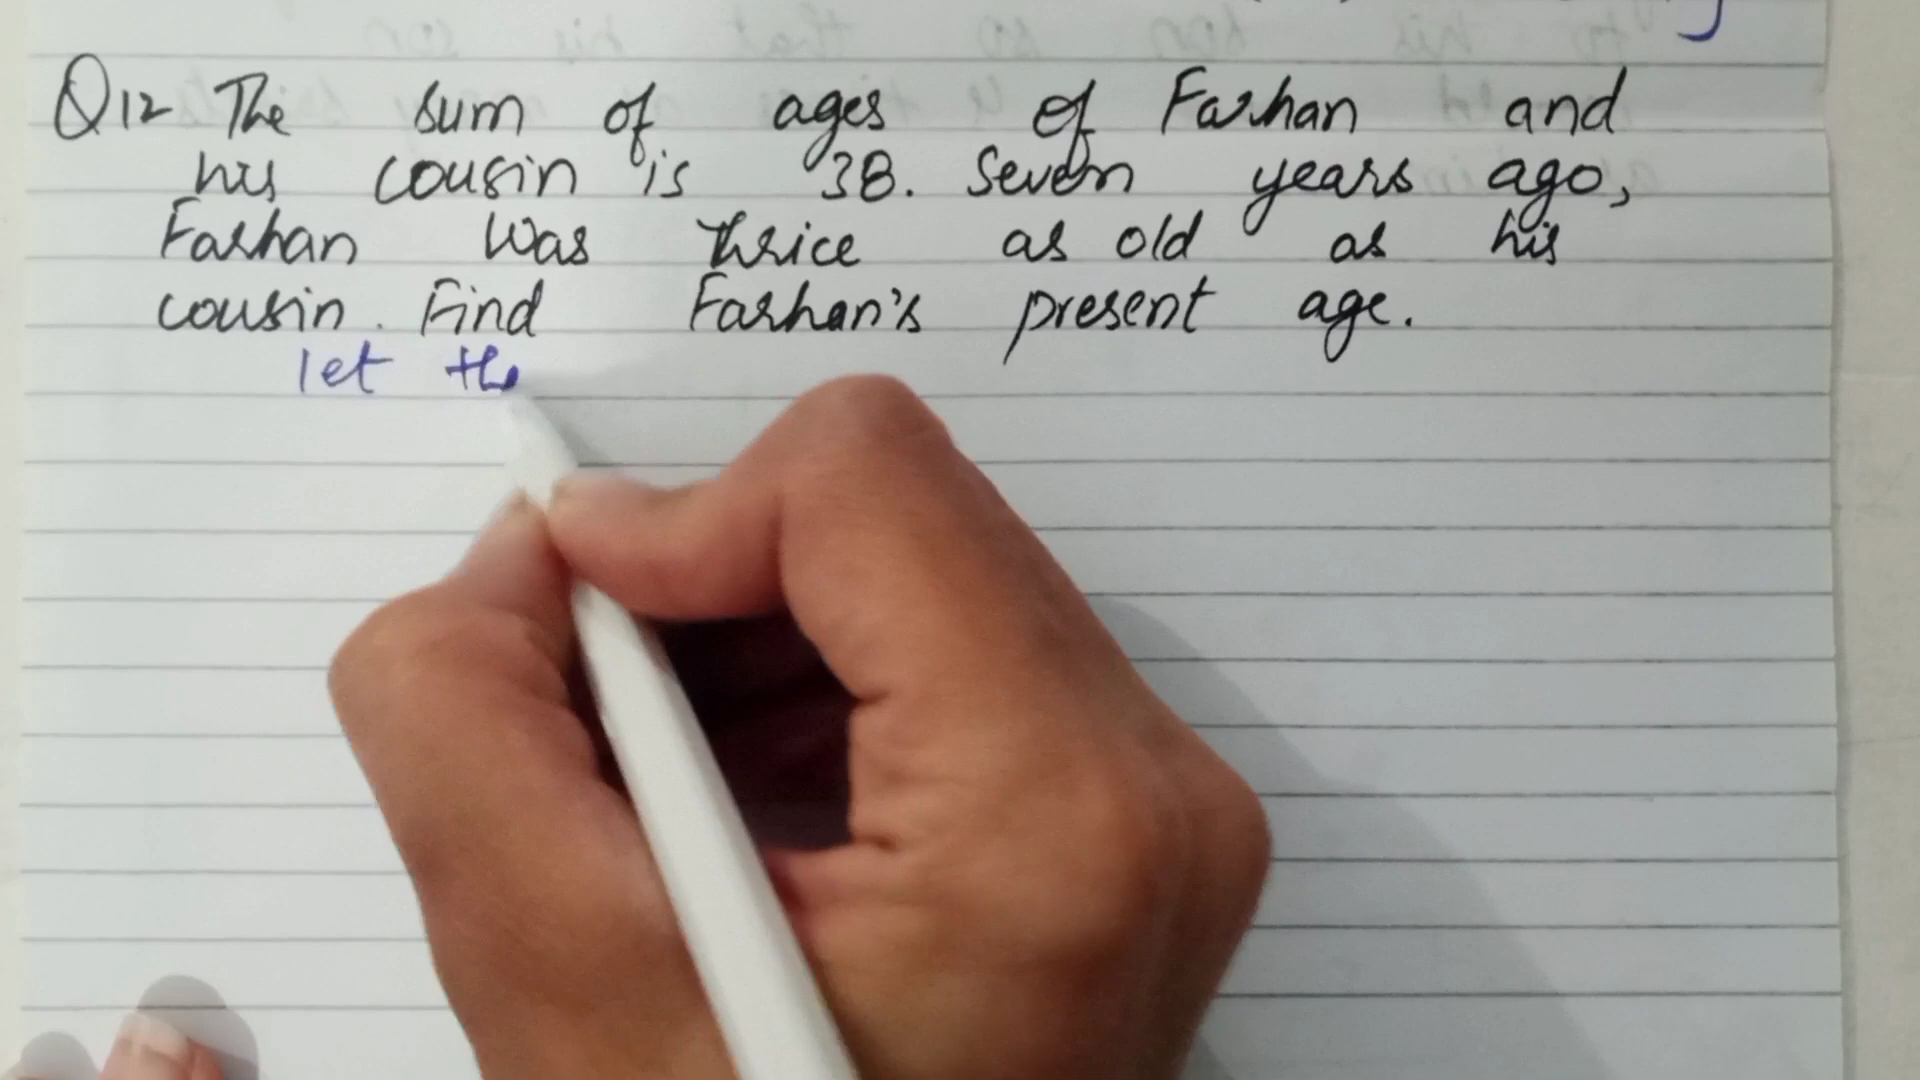 Q12 The sum of ages of Farhan and
his cousin is 38. Seven years ago,
Farhan was thrice as old as his
cousin. Find Farhan's present age.
let the